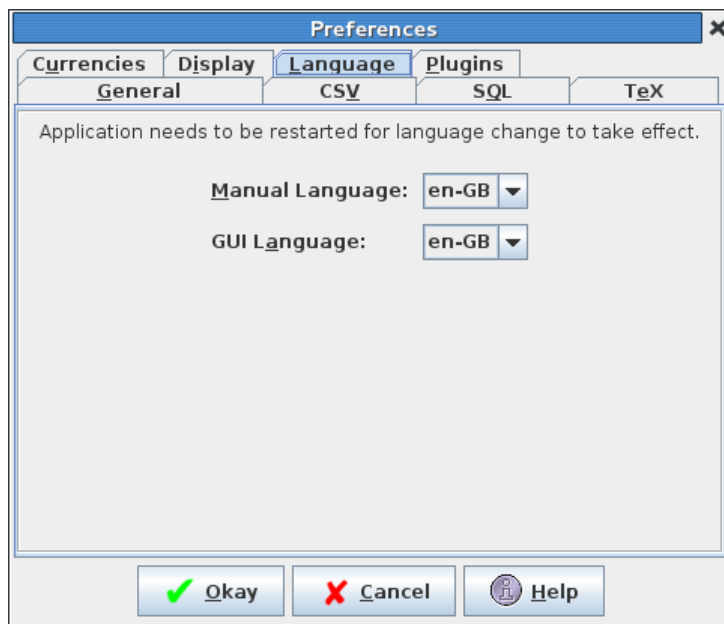 Preferences
Currencies Display Language Plugins
General CSV SQL TeX
Application needs to be restarted for language change to take effect.
Manual Language: en-GB
GUI Language: en-GB
Okay Cancel Help